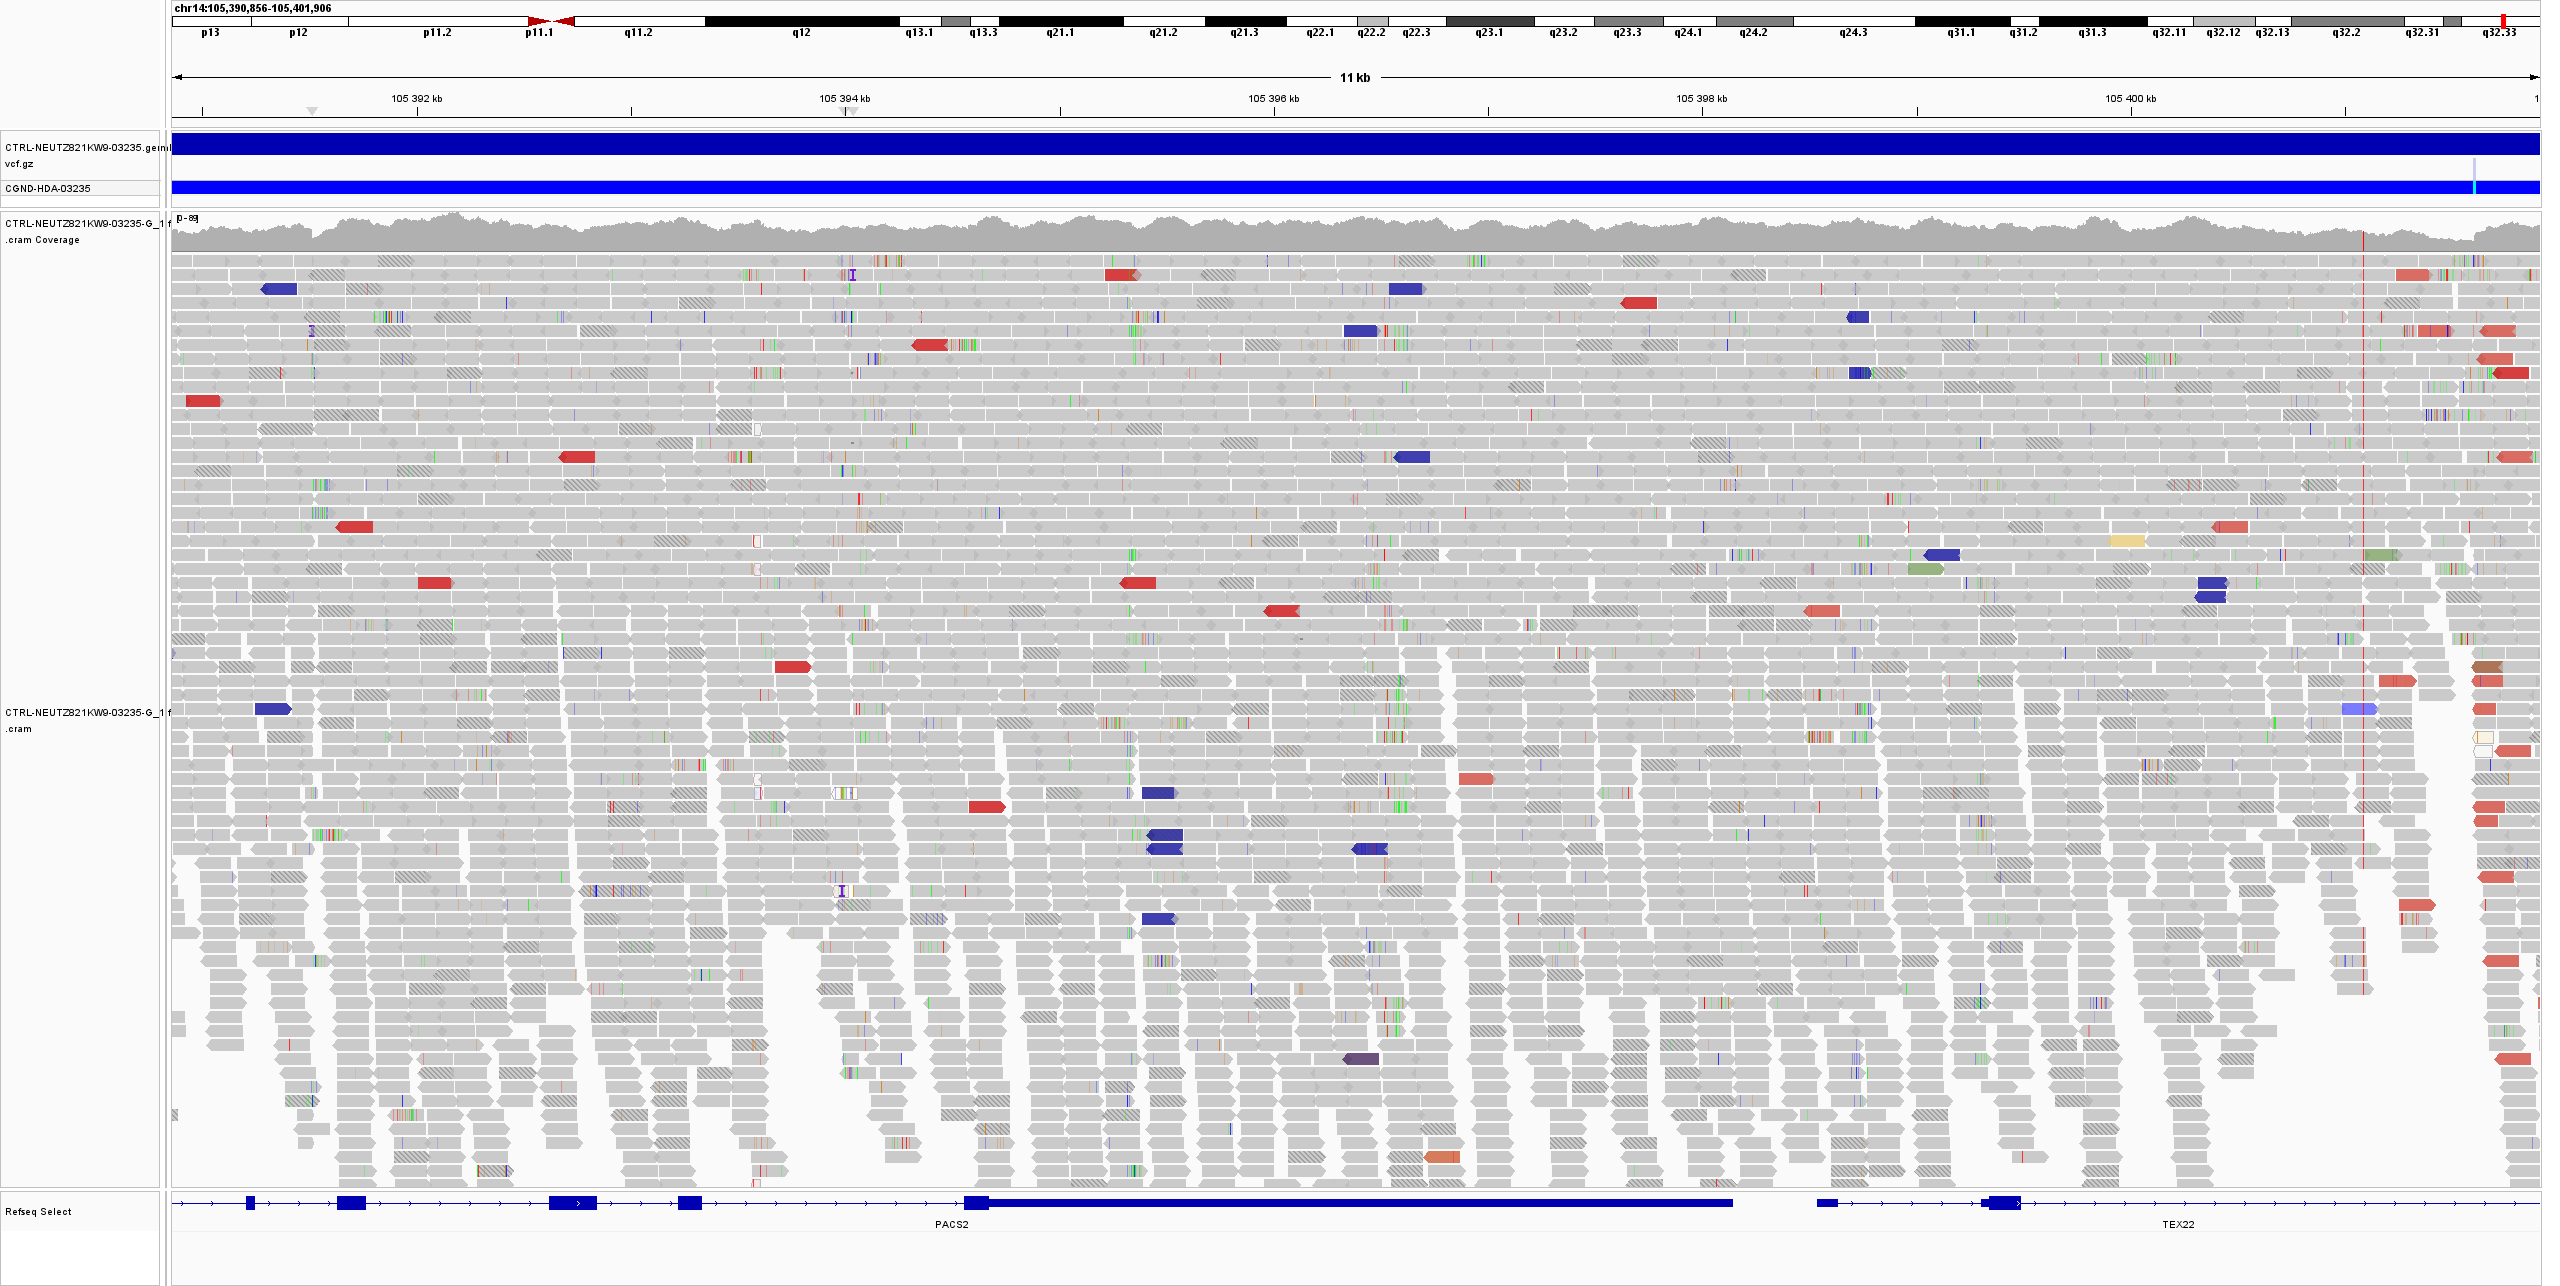 chr14:105,390,856-105,401,906
p13 p12 p11.2 p11.1 q11.2 q12 q13.1 q13.3 q21.1 q21.2 q21.3 q22.1 q22.2 q22.3 q23.1 q23.2 q23.3 q24.1 q24.2 q24.3 q31.1 q31.2 q31.3 q32.11 q32.12 q32.13 q32.2 q32.31 q32.33
11 kb
105 392 kb 105 394 kb 105 396 kb 105 398 kb 105 400 kb 1
CTRL-NEUTZ821KW9-03235.germl
vcf.gz
CGND-HDA-03235
CTRL-NEUTZ821KW9-03235-G_1 f
.cram Coverage
[0 - 89]
CTRL-NEUTZ821KW9-03235-G_1 f
.cram
Refseq Select
PACS2 TEX22